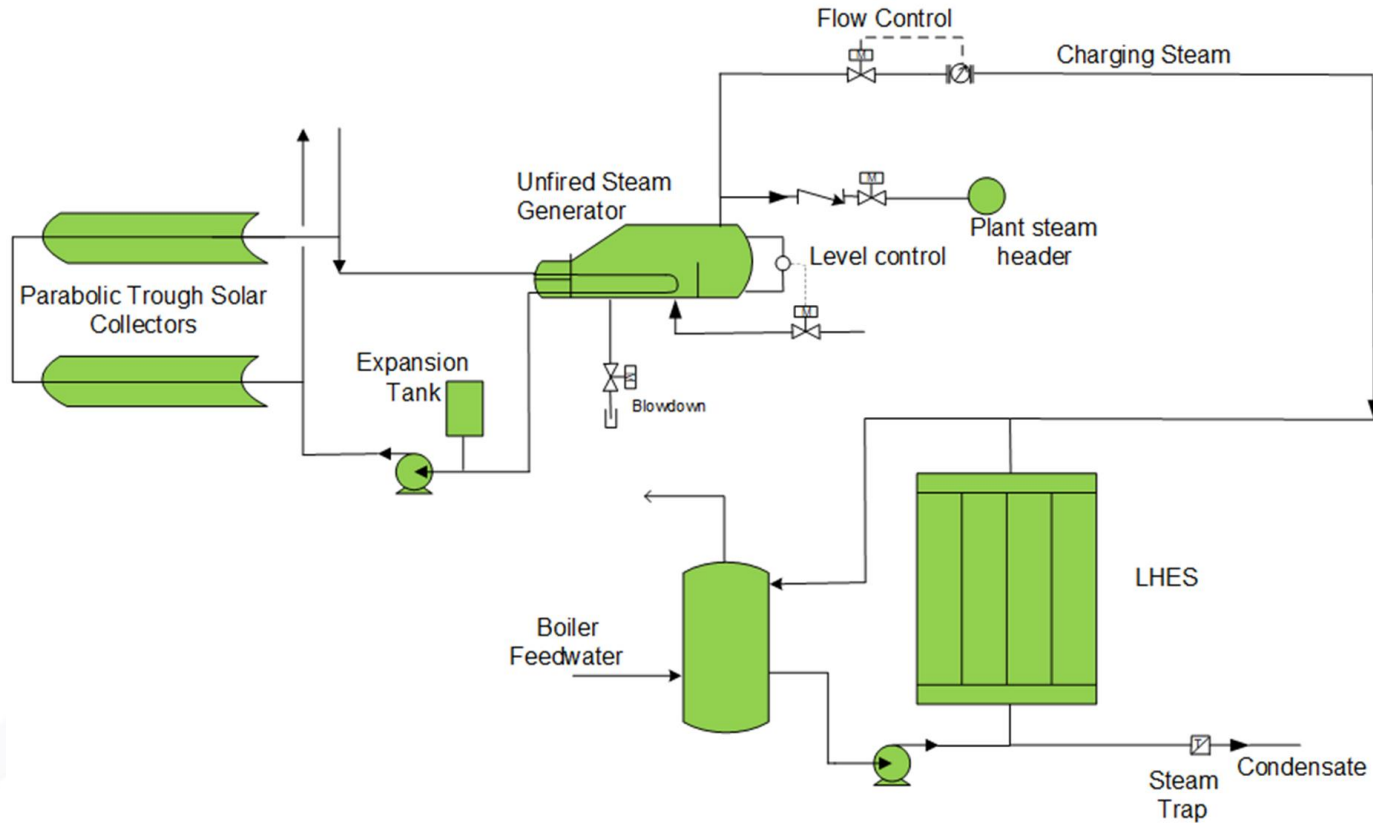 Flow Control
M
Charging Steam
Unfired Steam
Generator
M
Plant steam
header
Level control
M
Parabolic Trough Solar
Collectors
Expansion
Tank
Blowdown
LHES
Boiler
Feedwater
T
Steam
Trap
Condensate